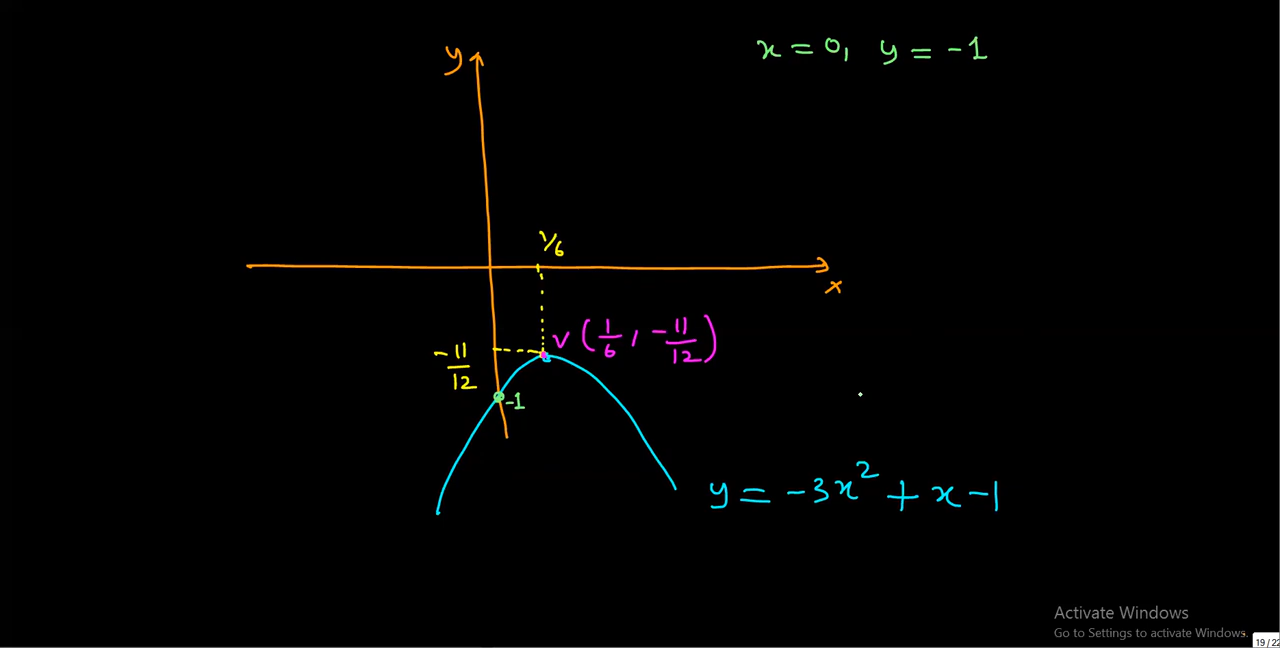 x = 0, y = -1
y
1/6
x
V (1/6, -11/12)
-11/12
-1
y = -3x² + x - 1
Activate Windows
Go to Settings to activate Windows.
19 / 22